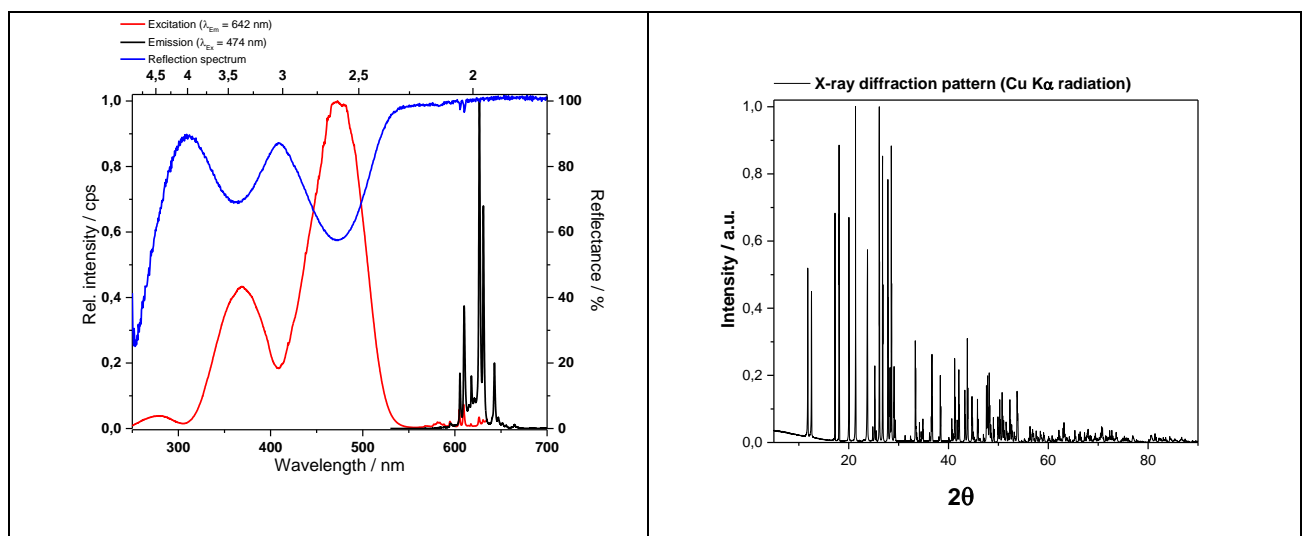 Excitation (λEm = 642 nm)
Emission (λEx = 474 nm)
Reflection spectrum
4,5 4 3,5 3 2,5 2
1,0
0,8
0,6
0,4
0,2
0,0
Rel. intensity / cps
100
80
60
40
20
0
Reflectance / %
300 400 500 600 700
Wavelength / nm
X-ray diffraction pattern (Cu Kα radiation)
1,0
0,8
0,6
0,4
0,2
0,0
Intensity / a.u.
20 40 60 80
2θ